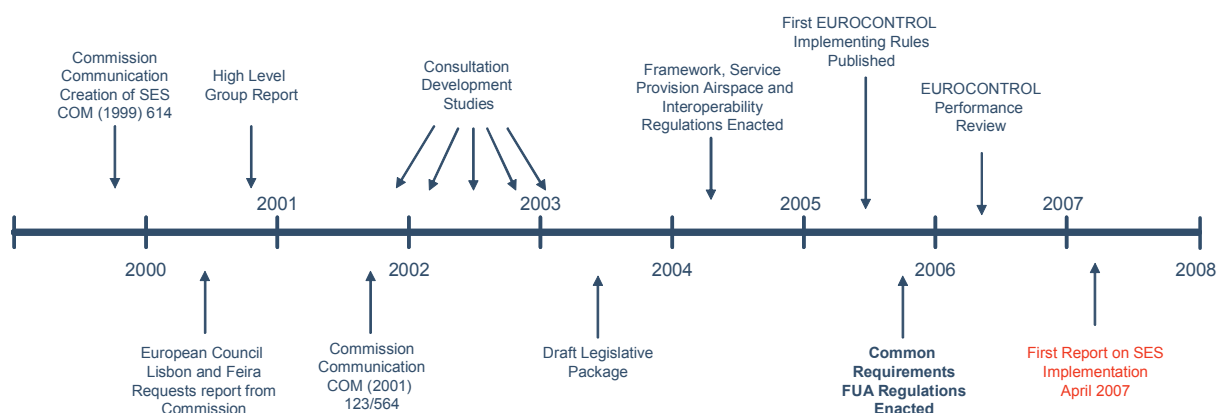 Commission
Communication
Creation of SES
COM (1999) 614
High Level
Group Report
Consultation
Development
Studies
Framework, Service
Provision Airspace and
Interoperability
Regulations Enacted
First EUROCONTROL
Implementing Rules
Published
EUROCONTROL
Performance
Review
2001
2003
2005
2007
2000
2002
2004
2006
2008
European Council
Lisbon and Feira
Requests report from
Commission
Commission
Communication
COM (2001)
123/564
Draft Legislative
Package
Common
Requirements
FUA Regulations
Enacted
First Report on SES
Implementation
April 2007